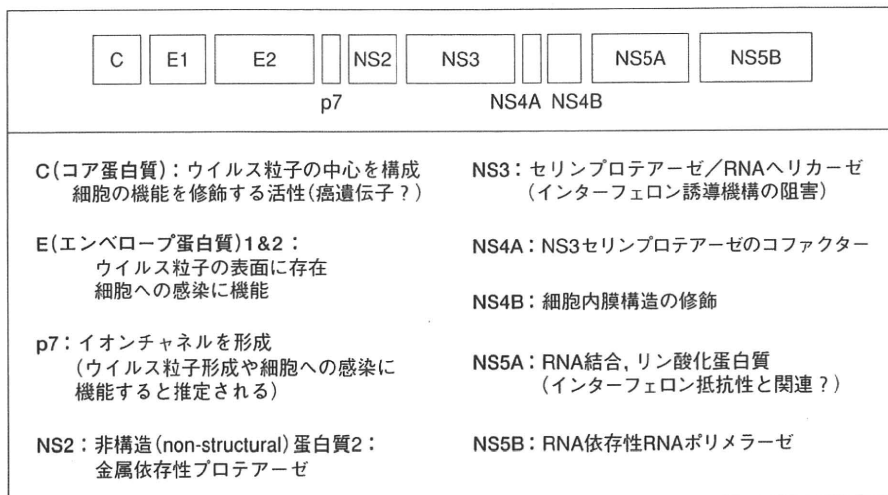 C E1 E2 NS2 NS3 NS5A NS5B
p7 NS4A NS4B
C(コア蛋白質)：ウイルス粒子の中心を構成
細胞の機能を修飾する活性(癌遺伝子？)
E(エンベロープ蛋白質)1&2：
ウイルス粒子の表面に存在
細胞への感染に機能
p7：イオンチャネルを形成
(ウイルス粒子形成や細胞への感染に
機能すると推定される)
NS2：非構造(non-structural)蛋白質2：
金属依存性プロテアーゼ
NS3：セリンプロテアーゼ／RNAヘリカーゼ
(インターフェロン誘導機構の阻害)
NS4A：NS3セリンプロテアーゼのコファクター
NS4B：細胞内膜構造の修飾
NS5A：RNA結合，リン酸化蛋白質
(インターフェロン抵抗性と関連？)
NS5B：RNA依存性RNAポリメラーゼ